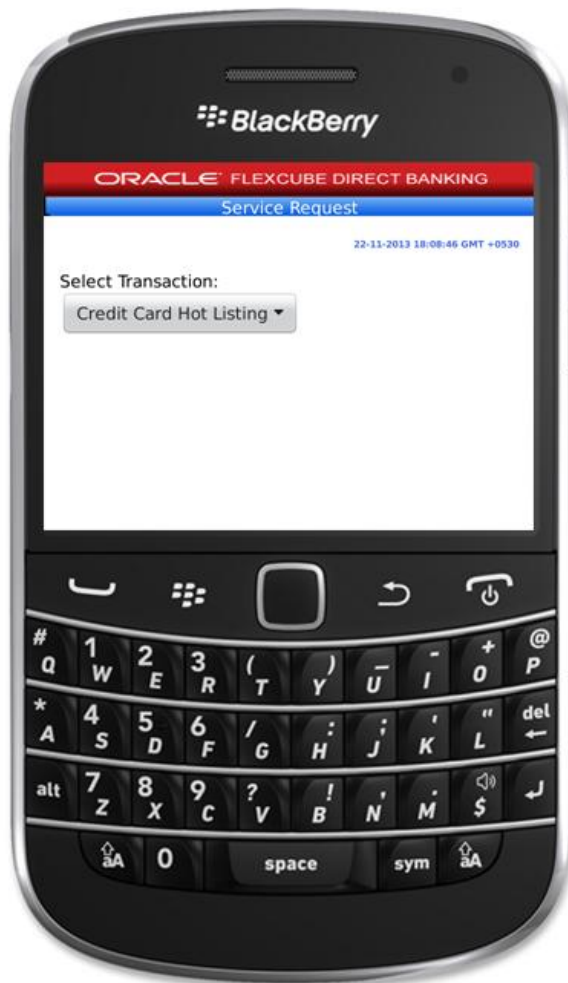 BlackBerry
ORACLE FLEXCUBE DIRECT BANKING
Service Request
22-11-2013 18:08:46 GMT +0530
Select Transaction:
Credit Card Hot Listing
# 1 2 3 ( ) _ - + @
Q W E R T Y U I O P
* 4 5 6 / : ; ' " del
A S D F G H J K L
alt 7 8 9 ? ! , .
Z X C V B N M $
aA 0 space sym aA